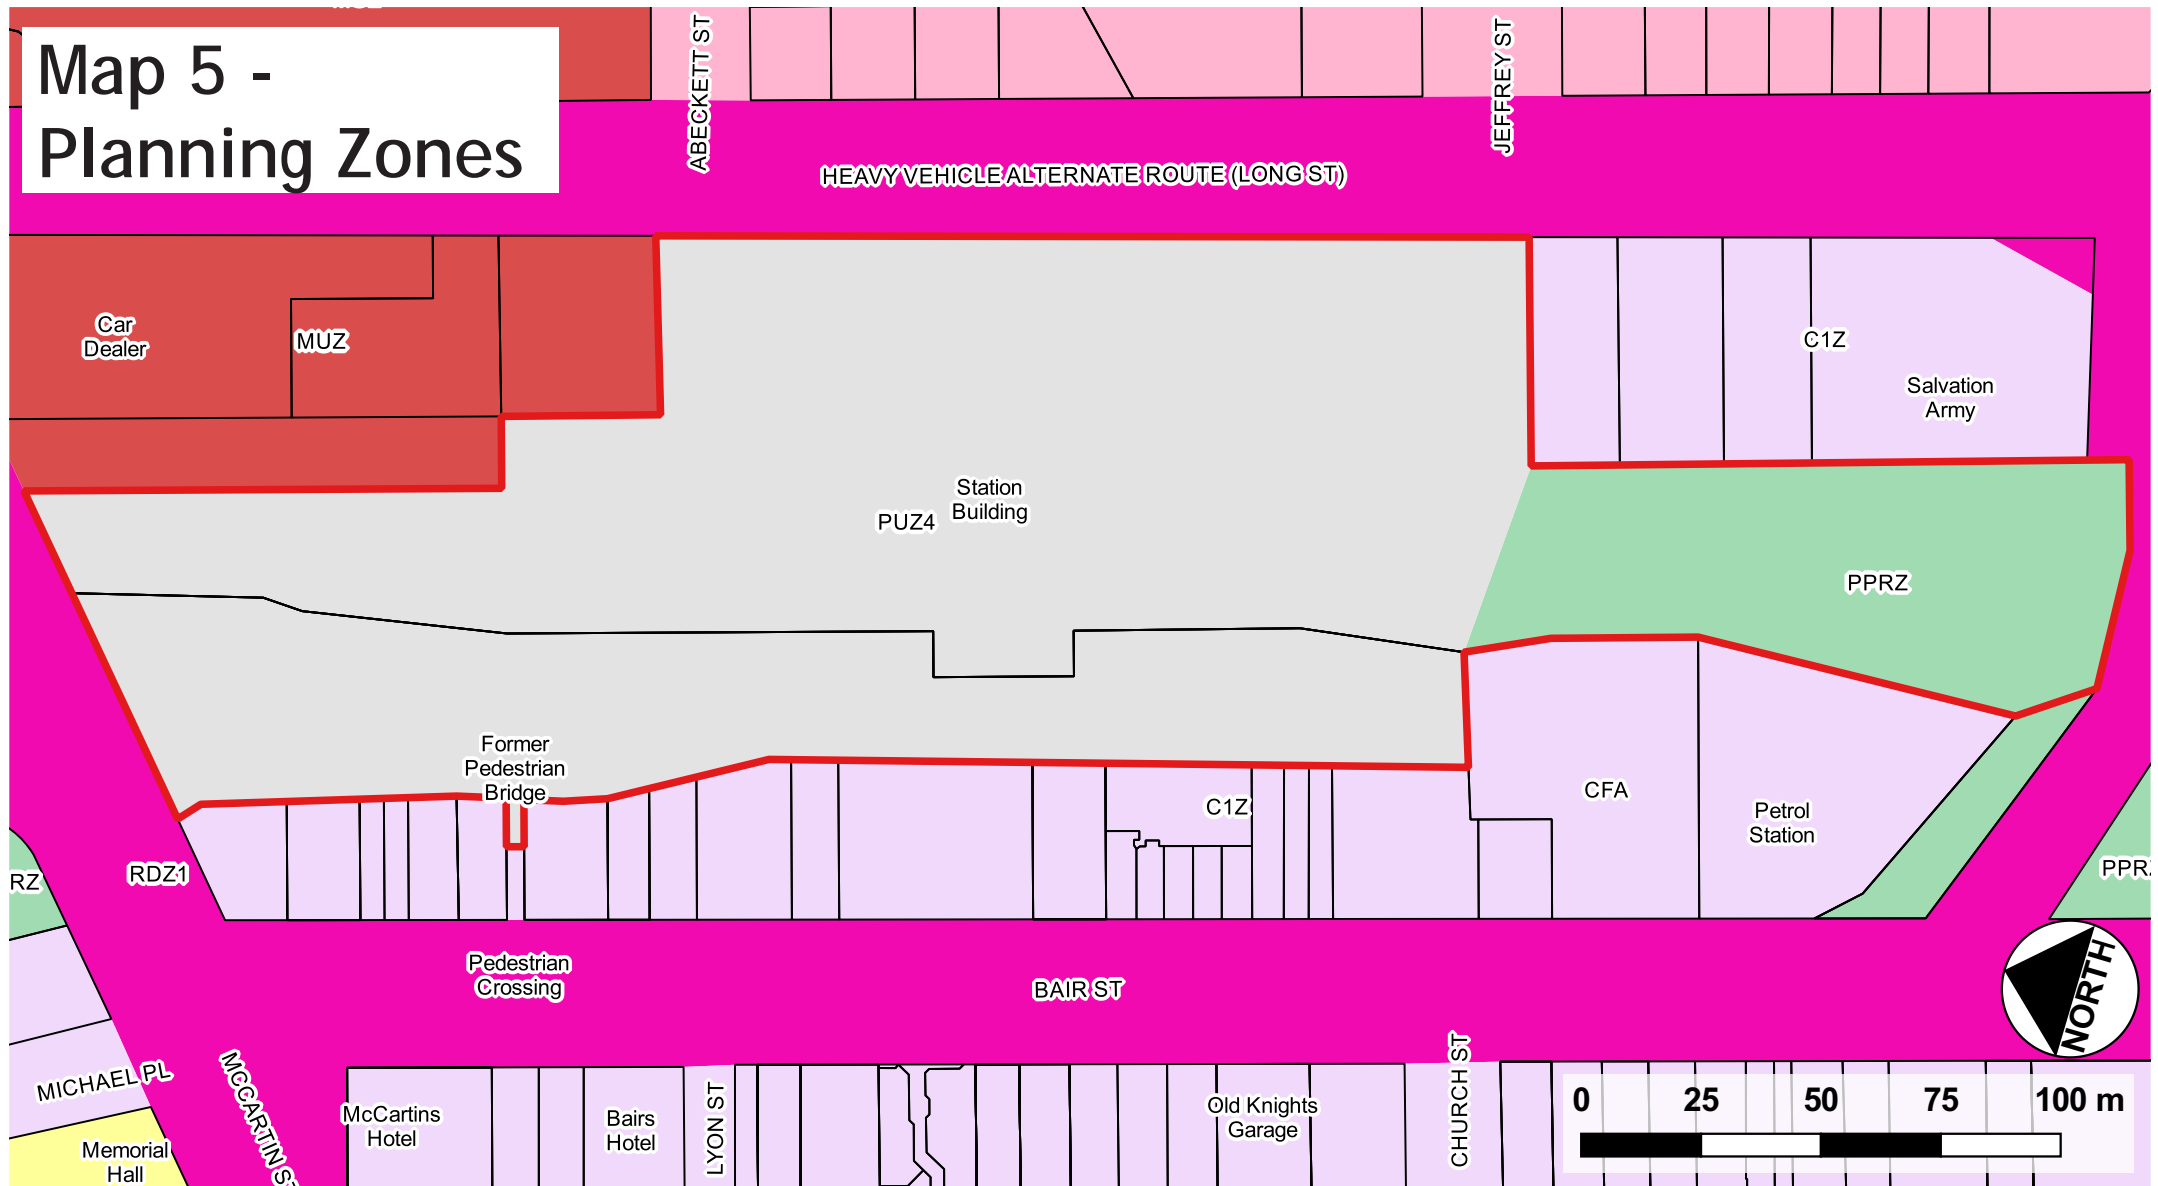 Map 5 -
Planning Zones
ABECKETT ST
JEFFREY ST
HEAVY VEHICLE ALTERNATE ROUTE (LONG ST)
Car
Dealer
MUZ
C1Z
Salvation
Army
Station
Building
PUZ4
PPRZ
Former
Pedestrian
Bridge
C1Z
CFA
Petrol
Station
RDZ1
RZ
PPRZ
Pedestrian
Crossing
BAIR ST
NORTH
MICHAEL PL
MCCARTIN ST
McCartins
Hotel
Bairs
Hotel
LYON ST
Old Knights
Garage
CHURCH ST
Memorial
Hall
0 25 50 75 100 m